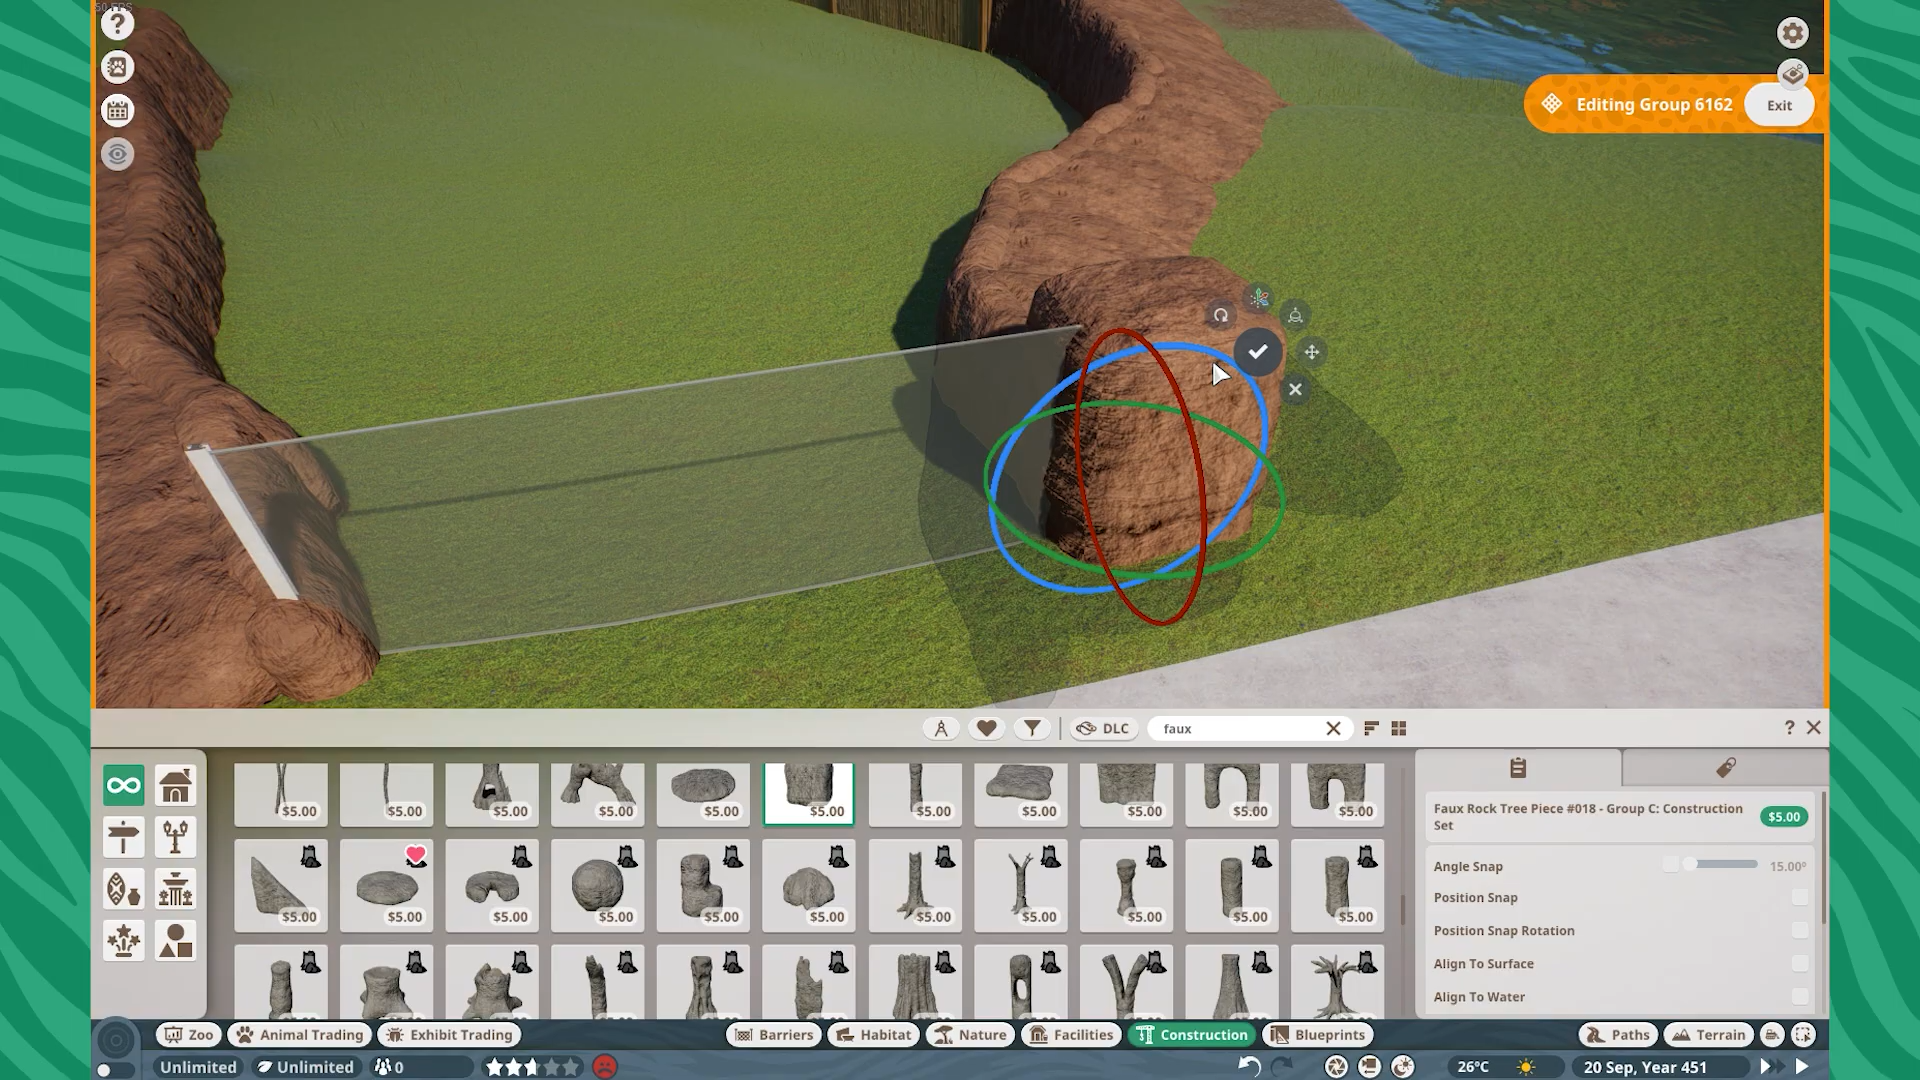 50 FPS
Editing Group 6162
Exit
DLC
faux
?
$5.00 $5.00 $5.00 $5.00 $5.00 $5.00 $5.00 $5.00 $5.00 $5.00 $5.00
$5.00 $5.00 $5.00 $5.00 $5.00 $5.00 $5.00 $5.00 $5.00 $5.00 $5.00
Faux Rock Tree Piece #018 - Group C: Construction
Set
$5.00
Angle Snap 15.00°
Position Snap
Position Snap Rotation
Align To Surface
Align To Water
Zoo Animal Trading Exhibit Trading Barriers Habitat Nature Facilities Construction Blueprints Paths Terrain
Unlimited Unlimited 0 26°C 20 Sep, Year 451